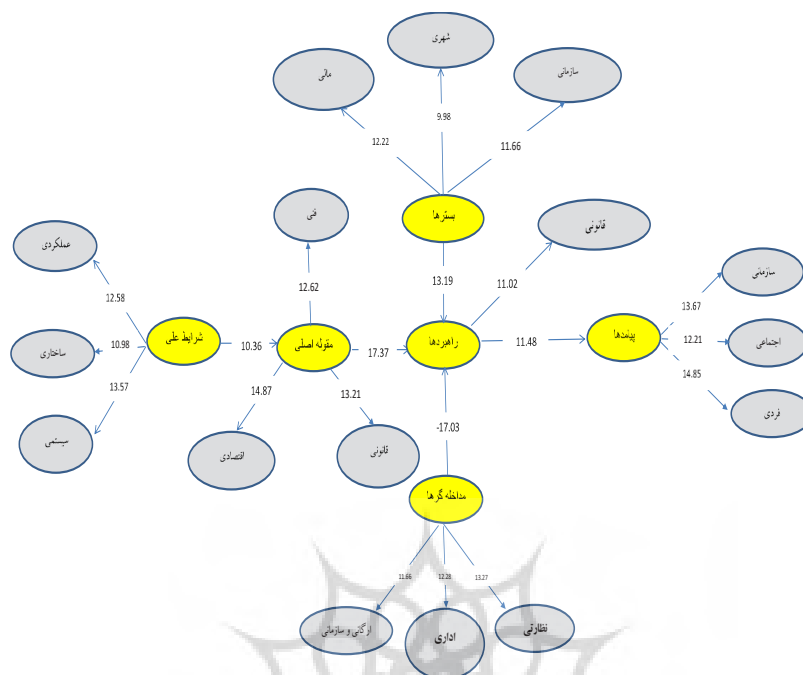 شهری
مالی
سازمانی
9.98
12.22
11.66
بسترها
فنی
قانونی
عملکردی
سازمانی
13.19
11.02
12.62
12.58
13.67
شرایط علی
10.36
مقوله اصلی
17.37
راهبردها
11.48
پیامدها
12.21
اجتماعی
ساختاری
10.98
13.57
14.87
13.21
14.85
فردی
سیستمی
اقتصادی
قانونی
-17.03
مداخله گرها
11.66
12.28
13.27
ارگانی و سازمانی
اداری
نظارتی